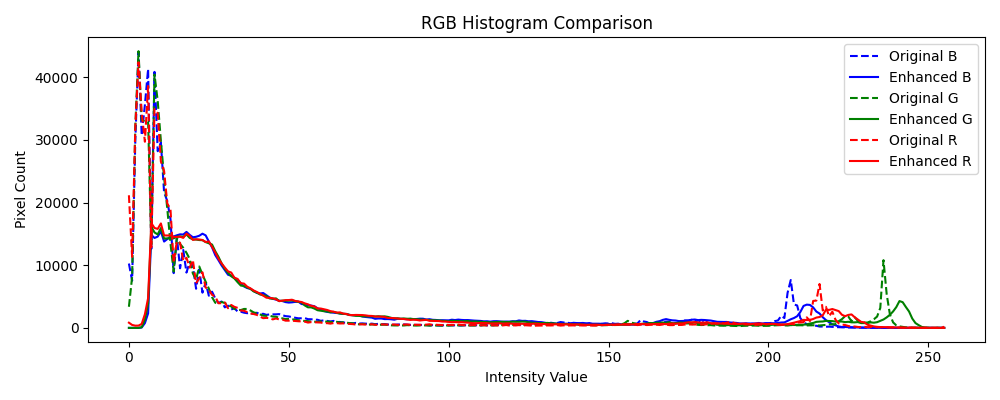 RGB Histogram Comparison
Original B
Enhanced B
Original G
Enhanced G
Original R
Enhanced R
Pixel Count
40000
30000
20000
10000
0
0 50 100 150 200 250
Intensity Value